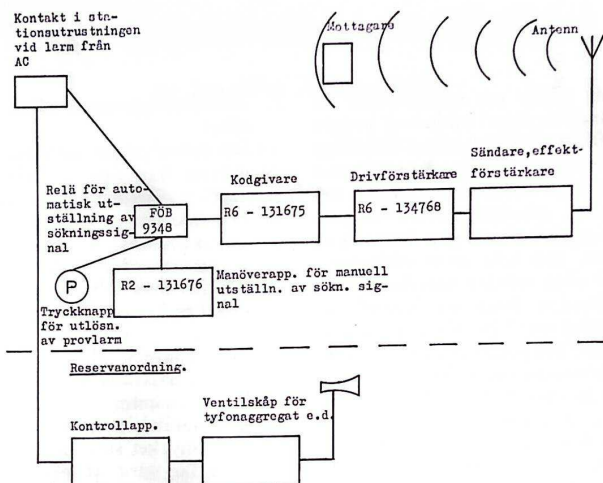 Kontakt i sta-
tionsutrustningen
vid larm från
AC
Mottagare
Antenn
Sändare,effekt-
förstärkare
Kodgivare
Drivförstärkare
Relä för auto-
matisk ut-
ställning av
sökningssig-
nal
FÖB
9348
R6 - 131675
R6 - 134768
P
R2 - 131676
Manöverapp. för manuell
utställn. av sökn. sig-
nal
Tryckknapp
för utlösn.
av provlarm
Reservanordning.
Ventilskåp för
tyfonaggregat e.d.
Kontrollapp.